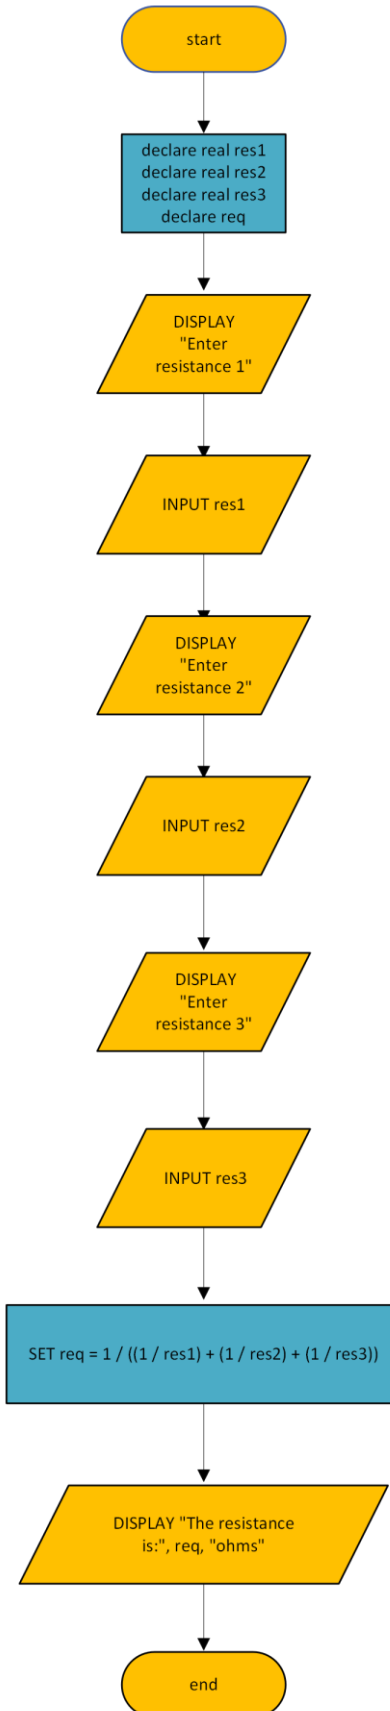 start
declare real res1
declare real res2
declare real res3
declare req
DISPLAY
"Enter
resistance 1"
INPUT res1
DISPLAY
"Enter
resistance 2"
INPUT res2
DISPLAY
"Enter
resistance 3"
INPUT res3
SET req = 1 / ((1 / res1) + (1 / res2) + (1 / res3))
DISPLAY "The resistance
is:", req, "ohms"
end